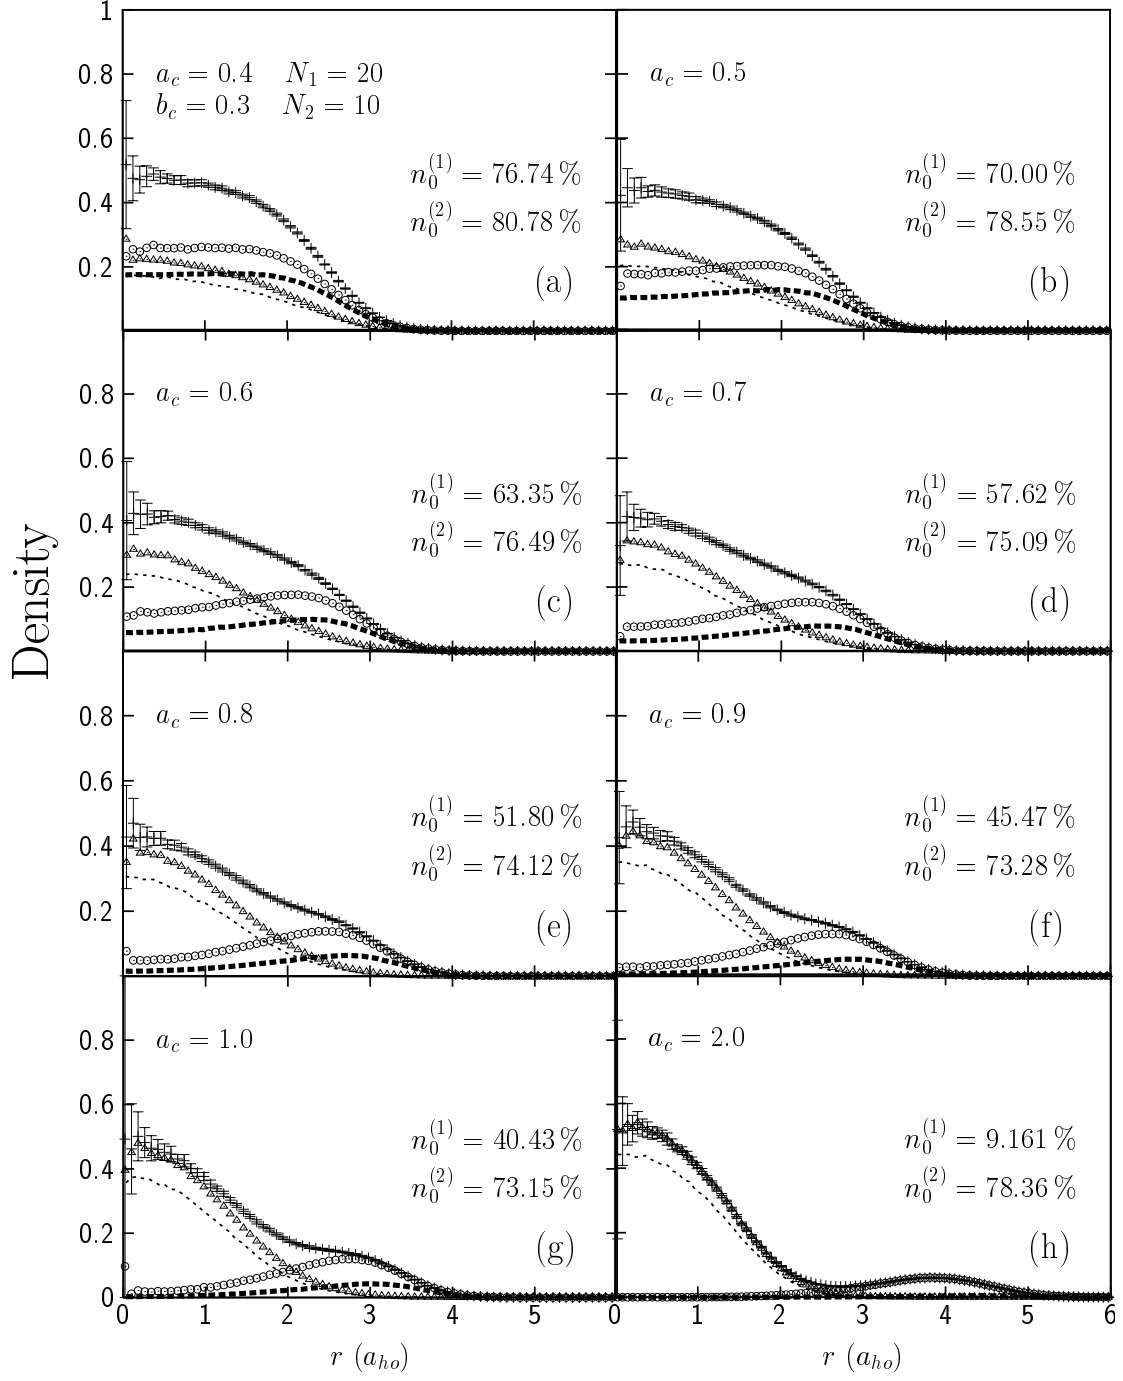 1
0.8
0.6
0.4
0.2
a_c = 0.4 N_1 = 20
b_c = 0.3 N_2 = 10
n_0^(1) = 76.74 %
n_0^(2) = 80.78 %
(a)
a_c = 0.5
n_0^(1) = 70.00 %
n_0^(2) = 78.55 %
(b)
0.8
0.6
0.4
0.2
a_c = 0.6
n_0^(1) = 63.35 %
n_0^(2) = 76.49 %
(c)
a_c = 0.7
n_0^(1) = 57.62 %
n_0^(2) = 75.09 %
(d)
Density
0.8
0.6
0.4
0.2
a_c = 0.8
n_0^(1) = 51.80 %
n_0^(2) = 74.12 %
(e)
a_c = 0.9
n_0^(1) = 45.47 %
n_0^(2) = 73.28 %
(f)
0.8
0.6
0.4
0.2
0
a_c = 1.0
n_0^(1) = 40.43 %
n_0^(2) = 73.15 %
(g)
a_c = 2.0
n_0^(1) = 9.161 %
n_0^(2) = 78.36 %
(h)
0 1 2 3 4 5 0 1 2 3 4 5 6
r (a_ho) r (a_ho)